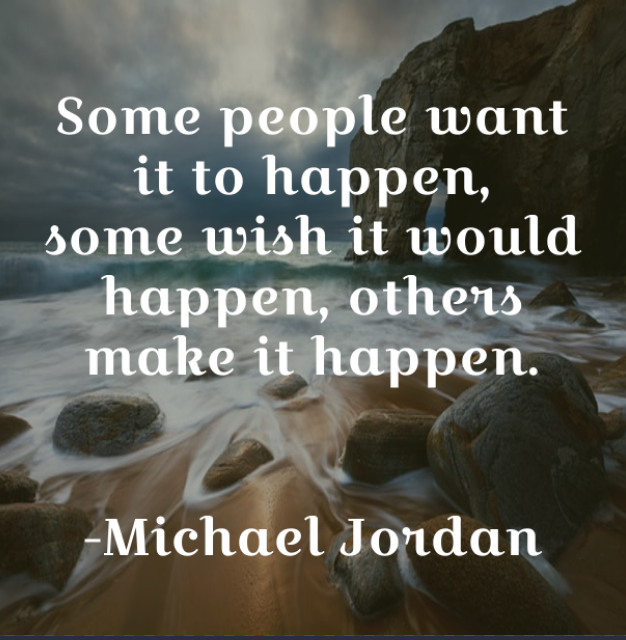 Some people want
it to happen,
some wish it would
happen, others
make it happen.
-Michael Jordan